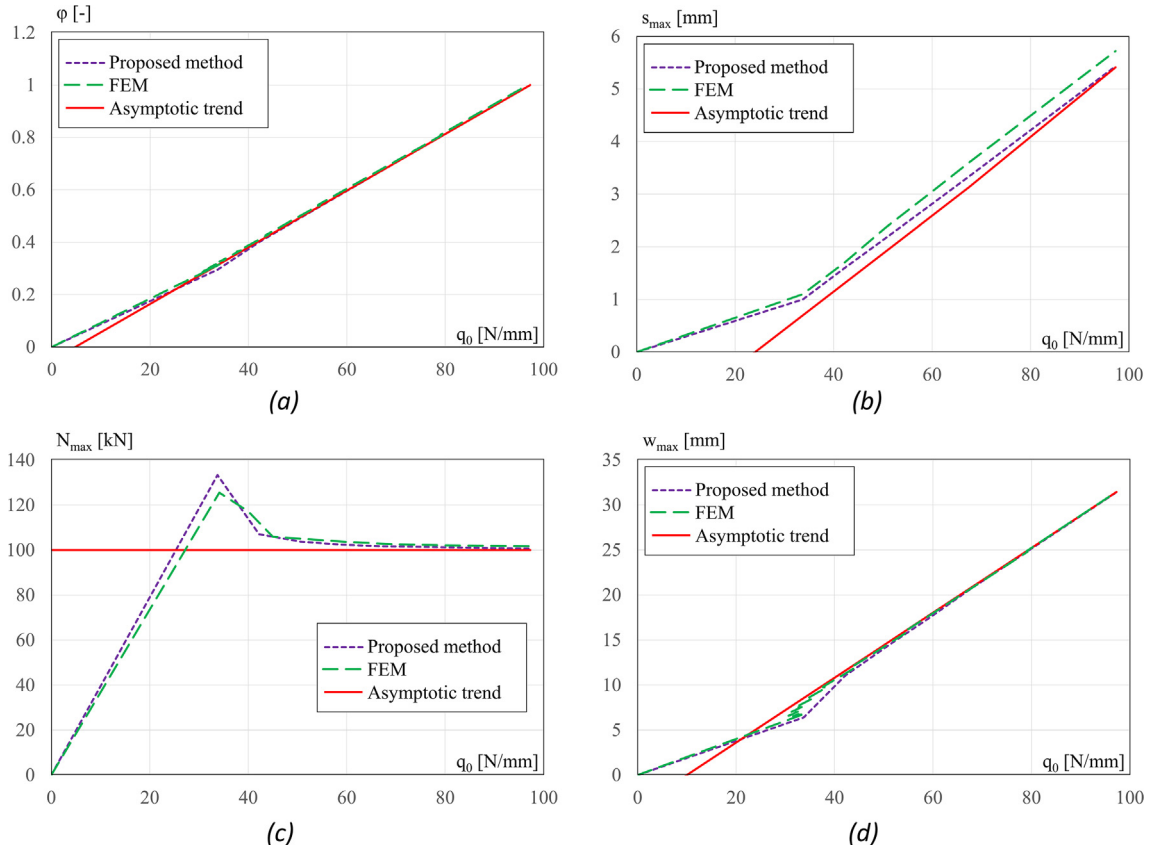 φ [-]
1.2
1
0.8
0.6
0.4
0.2
0
Proposed method
FEM
Asymptotic trend
q0 [N/mm]
0 20 40 60 80 100
(a)
smax [mm]
6
5
4
3
2
1
0
Proposed method
FEM
Asymptotic trend
q0 [N/mm]
0 20 40 60 80 100
(b)
Nmax [kN]
140
120
100
80
60
40
20
0
Proposed method
FEM
Asymptotic trend
q0 [N/mm]
0 20 40 60 80 100
(c)
wmax [mm]
35
30
25
20
15
10
5
0
Proposed method
FEM
Asymptotic trend
q0 [N/mm]
0 20 40 60 80 100
(d)